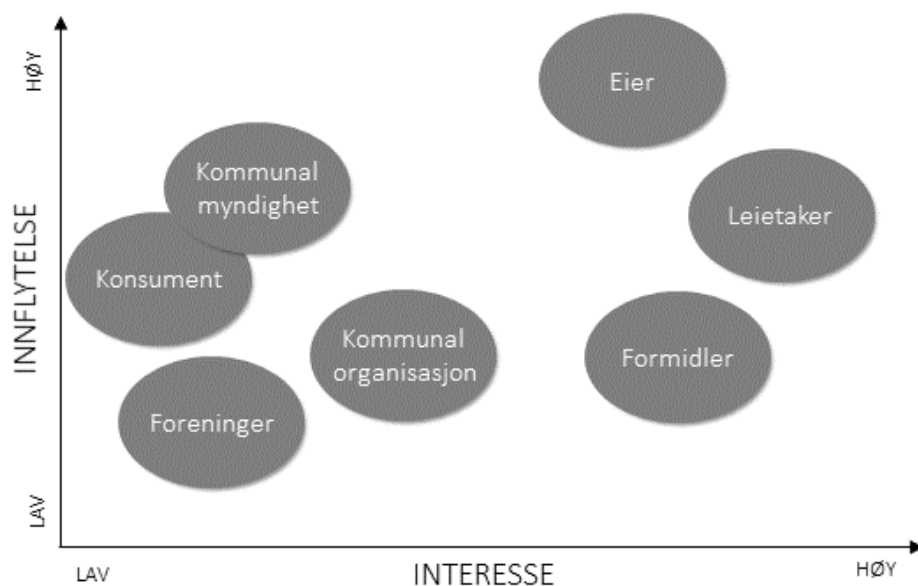 HØY
Eier
Kommunal
myndighet
Leietaker
INNFLYTELSE
Konsument
Kommunal
organisasjon
Formidler
Foreninger
LAV
LAV
INTERESSE
HØY